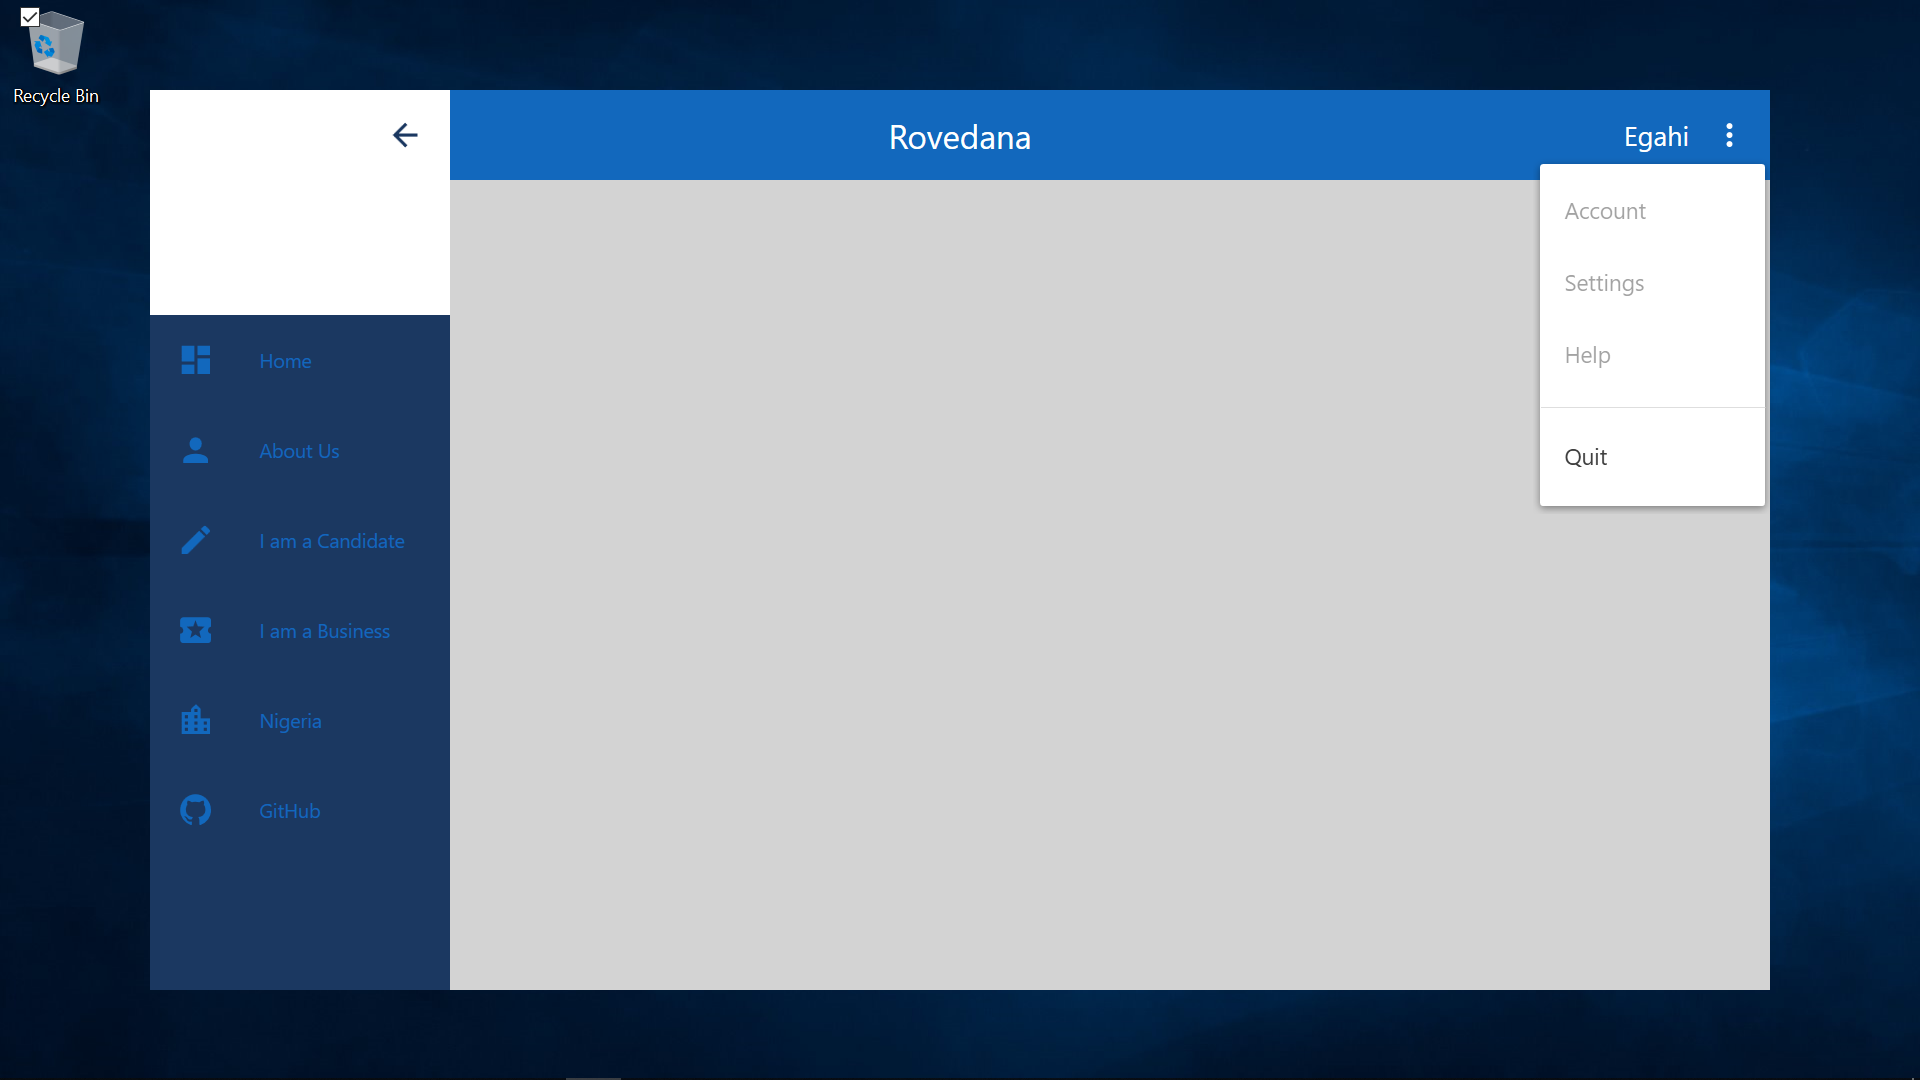 Recycle Bin
Rovedana
Egahi
Account
Settings
Help
Quit
Home
About Us
I am a Candidate
I am a Business
Nigeria
GitHub